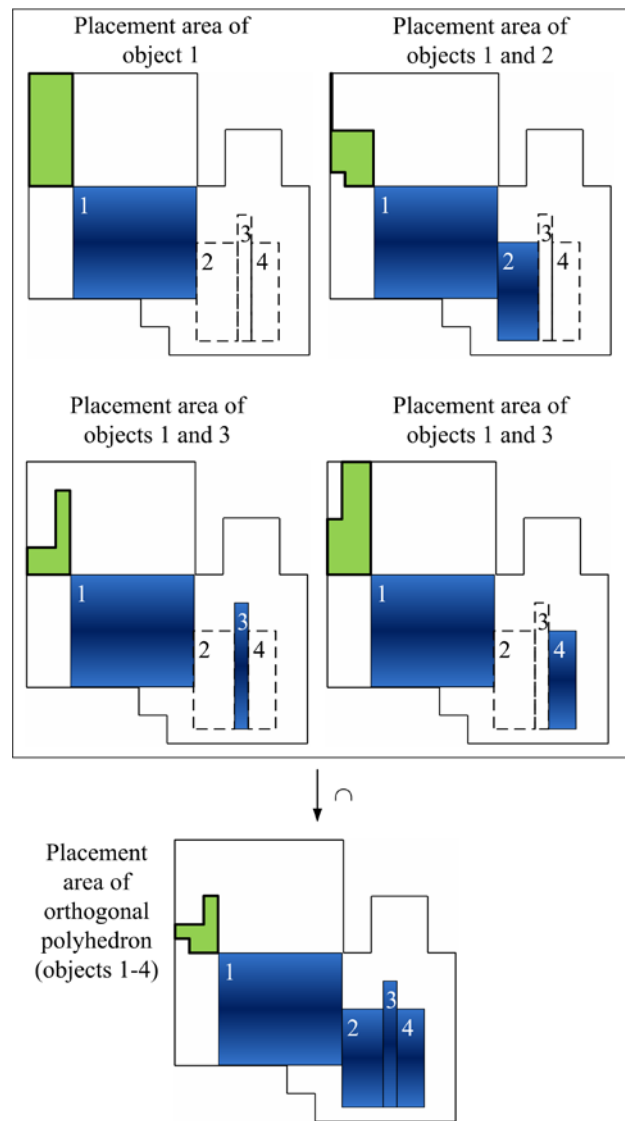 Placement area of
object 1
Placement area of
objects 1 and 2
1
2
3
4
1
2
3
4
Placement area of
objects 1 and 3
Placement area of
objects 1 and 3
1
2
3
4
1
2
3
4
∩
Placement
area of
orthogonal
polyhedron
(objects 1-4)
1
2
3
4